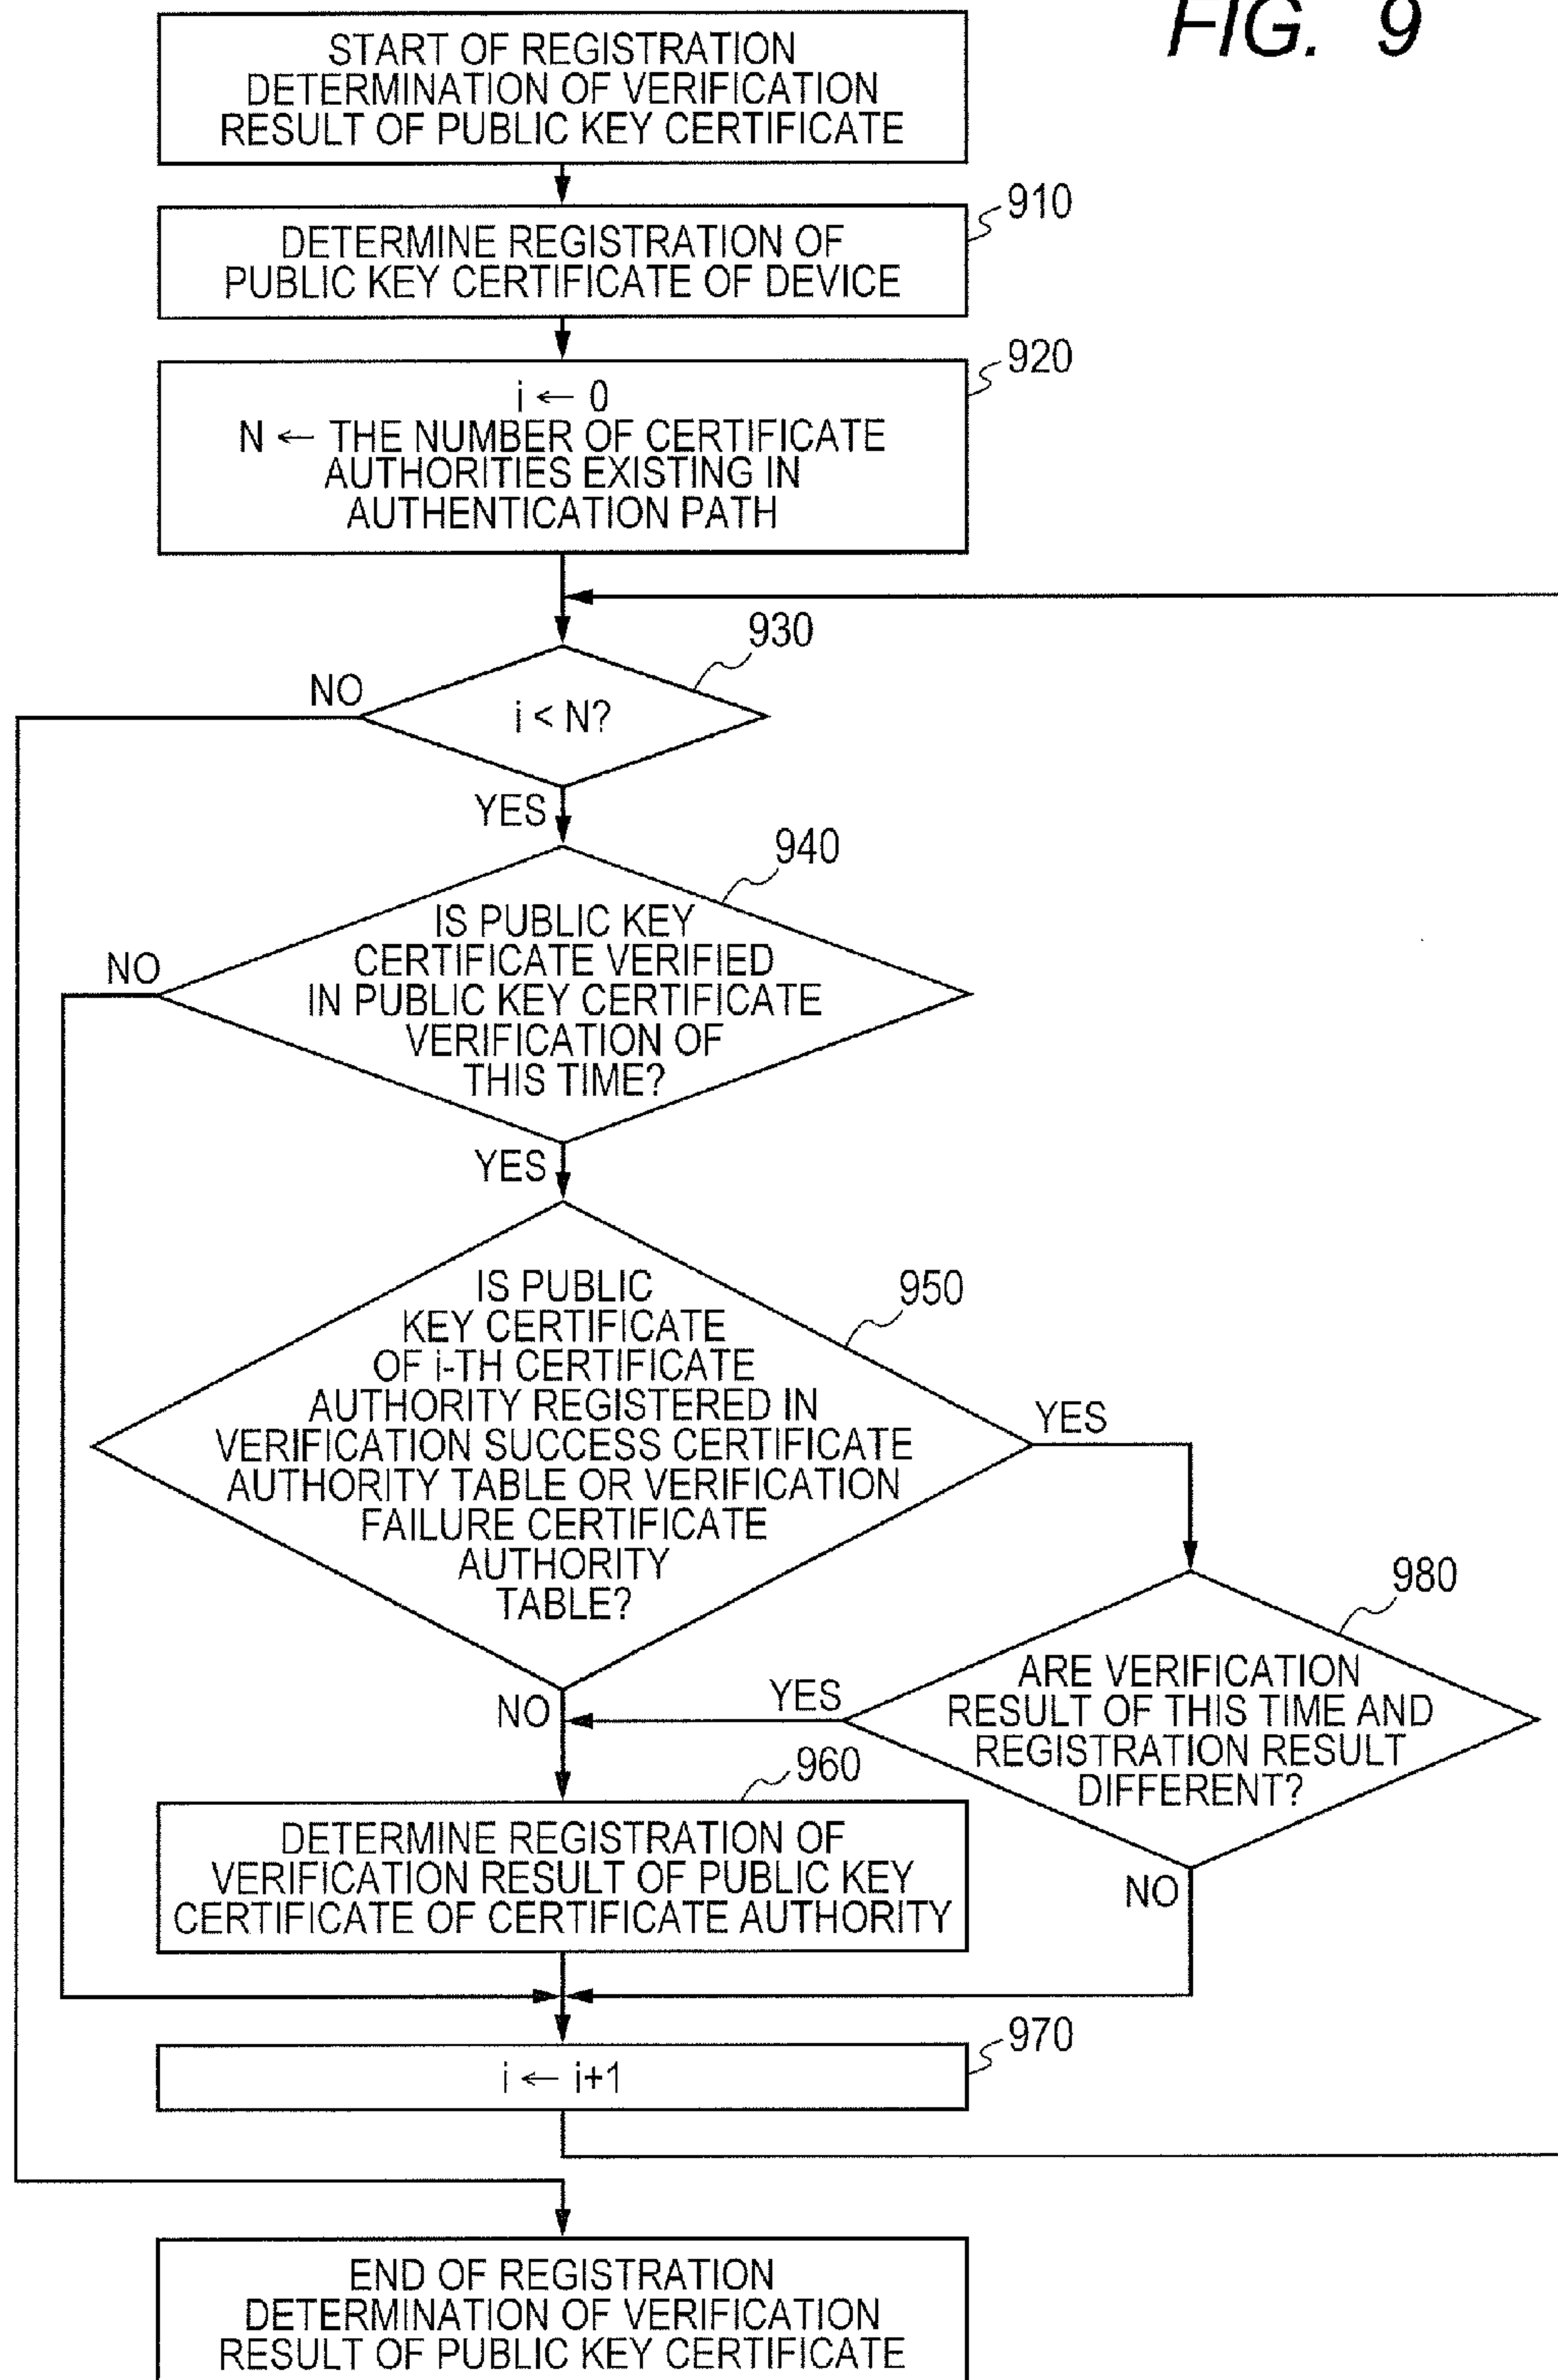 FIG. 9
START OF REGISTRATION
DETERMINATION OF VERIFICATION
RESULT OF PUBLIC KEY CERTIFICATE
910
DETERMINE REGISTRATION OF
PUBLIC KEY CERTIFICATE OF DEVICE
920
i ← 0
N ← THE NUMBER OF CERTIFICATE
AUTHORITIES EXISTING IN
AUTHENTICATION PATH
930
NO
i < N?
YES
940
NO
IS PUBLIC KEY
CERTIFICATE VERIFIED
IN PUBLIC KEY CERTIFICATE
VERIFICATION OF
THIS TIME?
YES
950
IS PUBLIC
KEY CERTIFICATE
OF i-TH CERTIFICATE
AUTHORITY REGISTERED IN
VERIFICATION SUCCESS CERTIFICATE
AUTHORITY TABLE OR VERIFICATION
FAILURE CERTIFICATE
AUTHORITY
TABLE?
YES
NO
980
ARE VERIFICATION
RESULT OF THIS TIME AND
REGISTRATION RESULT
DIFFERENT?
YES
NO
960
DETERMINE REGISTRATION OF
VERIFICATION RESULT OF PUBLIC KEY
CERTIFICATE OF CERTIFICATE AUTHORITY
970
i ← i+1
END OF REGISTRATION
DETERMINATION OF VERIFICATION
RESULT OF PUBLIC KEY CERTIFICATE